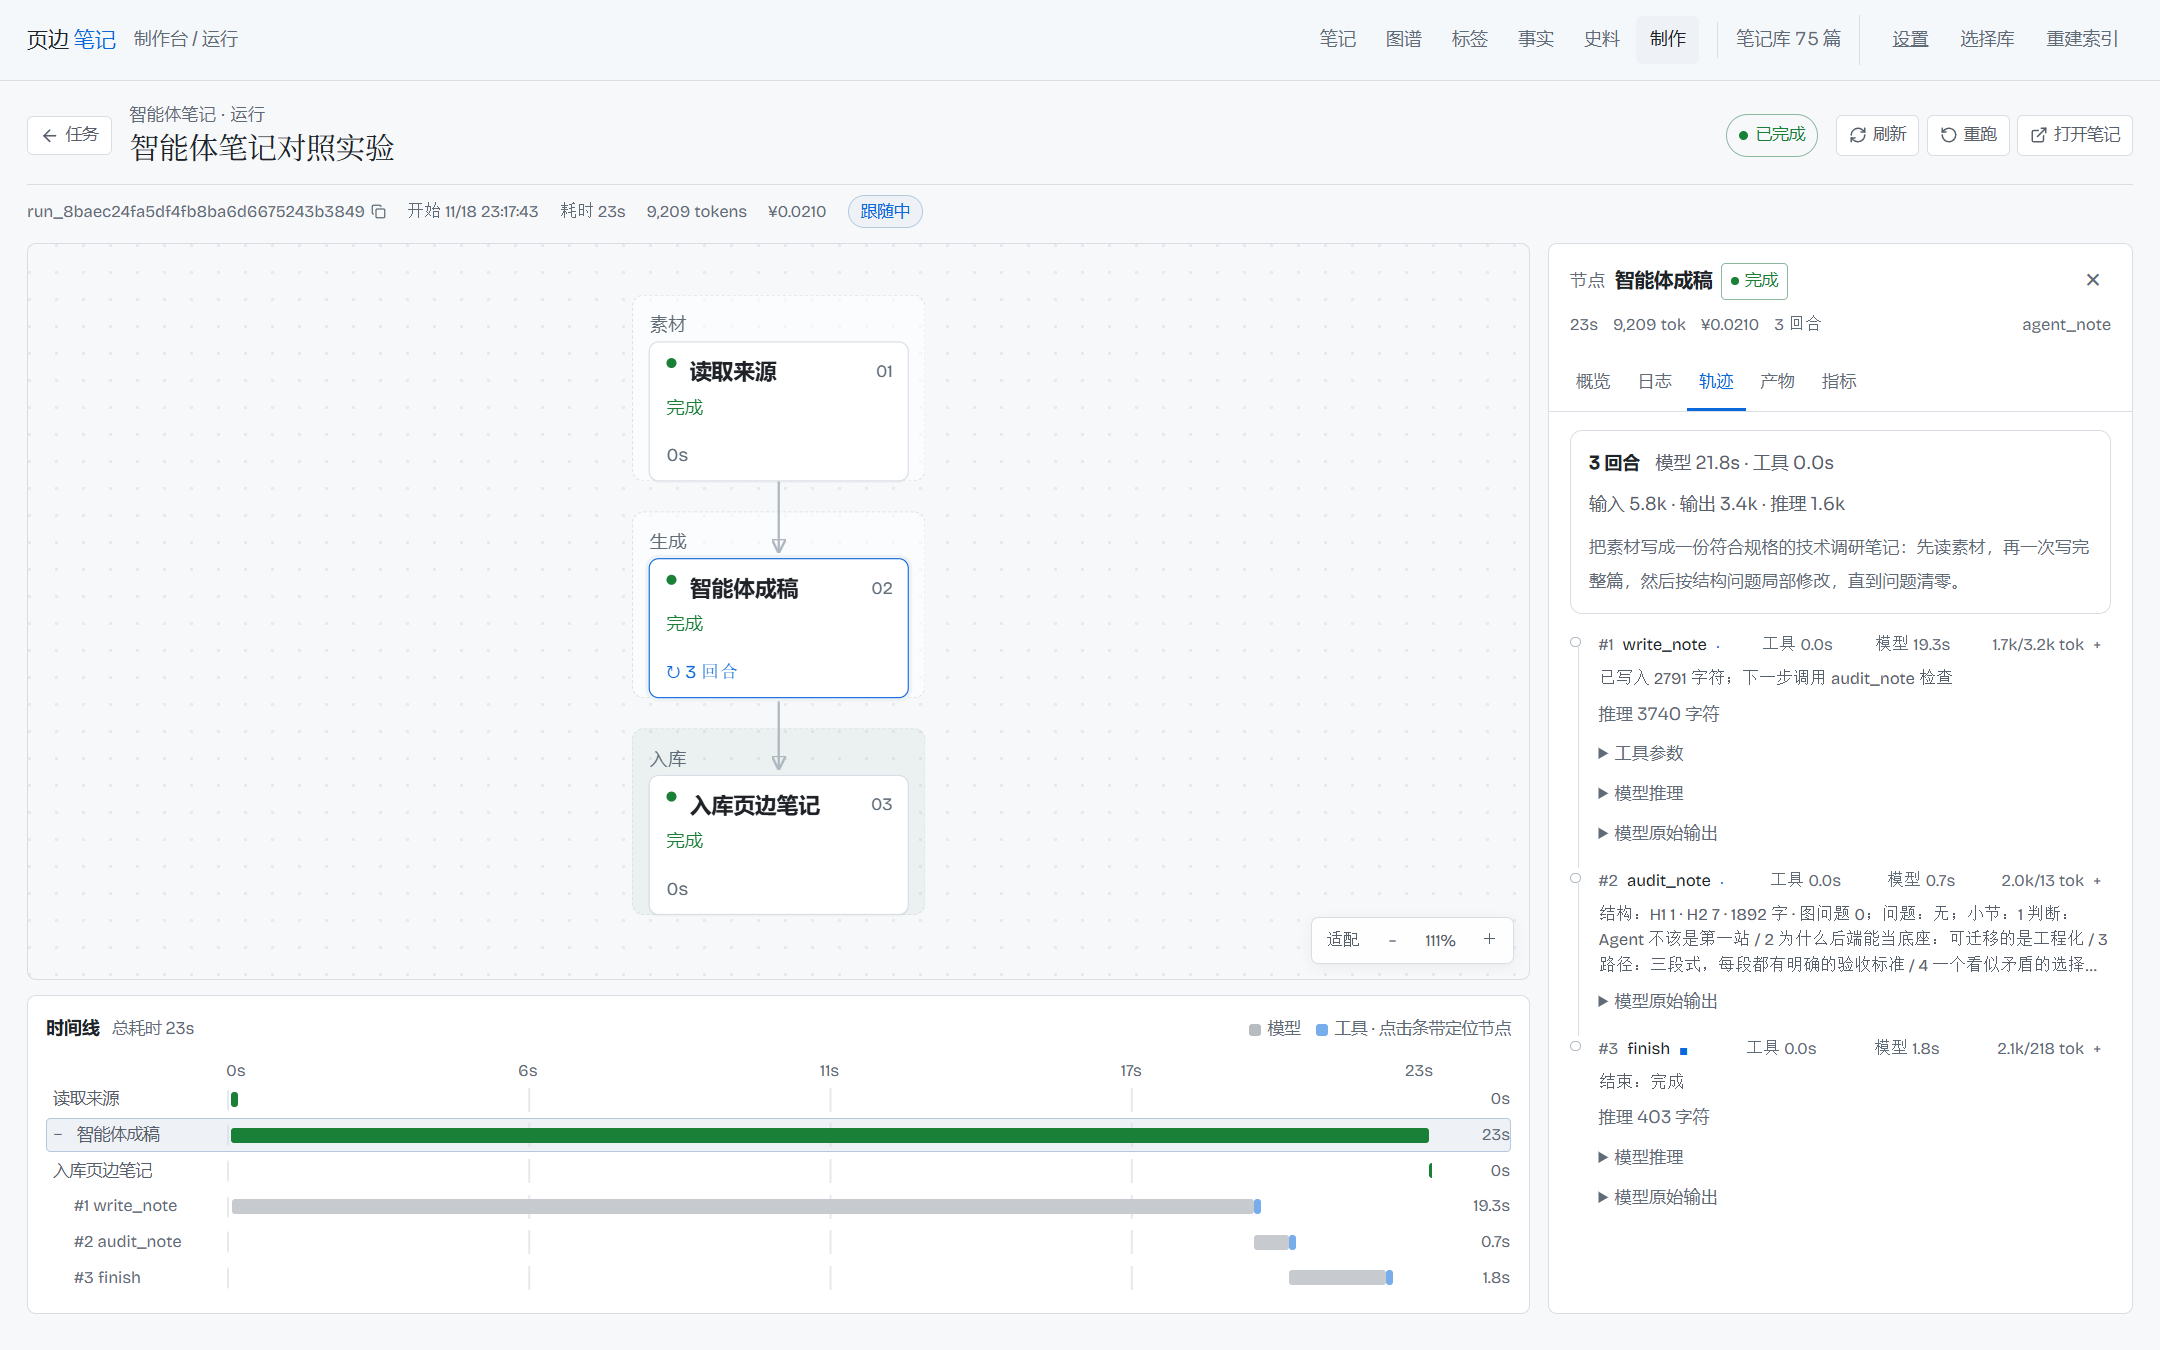 页边 笔记 制作台 / 运行 笔记 图谱 标签 事实 史料 制作 笔记库 75 篇 设置 选择库 重建索引
← 任务
智能体笔记 · 运行
智能体笔记对照实验
已完成 刷新 重跑 打开笔记
run_8baec24fa5df4fb8ba6d6675243b3849 开始 11/18 23:17:43 耗时 23s 9,209 tokens ¥0.0210 跟随中
素材
读取来源 01
完成
0s
生成
智能体成稿 02
完成
↻ 3 回合
入库
入库页边笔记 03
完成
0s
适配 - 111% +
时间线 总耗时 23s 模型 工具 · 点击条带定位节点
0s 6s 11s 17s 23s
读取来源 0s
− 智能体成稿 23s
入库页边笔记 0s
#1 write_note 19.3s
#2 audit_note 0.7s
#3 finish 1.8s
节点 智能体成稿 完成 ×
23s 9,209 tok ¥0.0210 3 回合 agent_note
概览 日志 轨迹 产物 指标
3 回合 模型 21.8s · 工具 0.0s
输入 5.8k · 输出 3.4k · 推理 1.6k
把素材写成一份符合规格的技术调研笔记：先读素材，再一次写完
整篇，然后按结构问题局部修改，直到问题清零。
#1 write_note · 工具 0.0s 模型 19.3s 1.7k/3.2k tok +
已写入 2791 字符；下一步调用 audit_note 检查
推理 3740 字符
▶ 工具参数
▶ 模型推理
▶ 模型原始输出
#2 audit_note · 工具 0.0s 模型 0.7s 2.0k/13 tok +
结构：H1 1 · H2 7 · 1892 字 · 图问题 0；问题：无；小节：1 判断：
Agent 不该是第一站 / 2 为什么后端能当底座：可迁移的是工程化 / 3
路径：三段式，每段都有明确的验收标准 / 4 一个看似矛盾的选择...
▶ 模型原始输出
#3 finish 工具 0.0s 模型 1.8s 2.1k/218 tok +
结束：完成
推理 403 字符
▶ 模型推理
▶ 模型原始输出